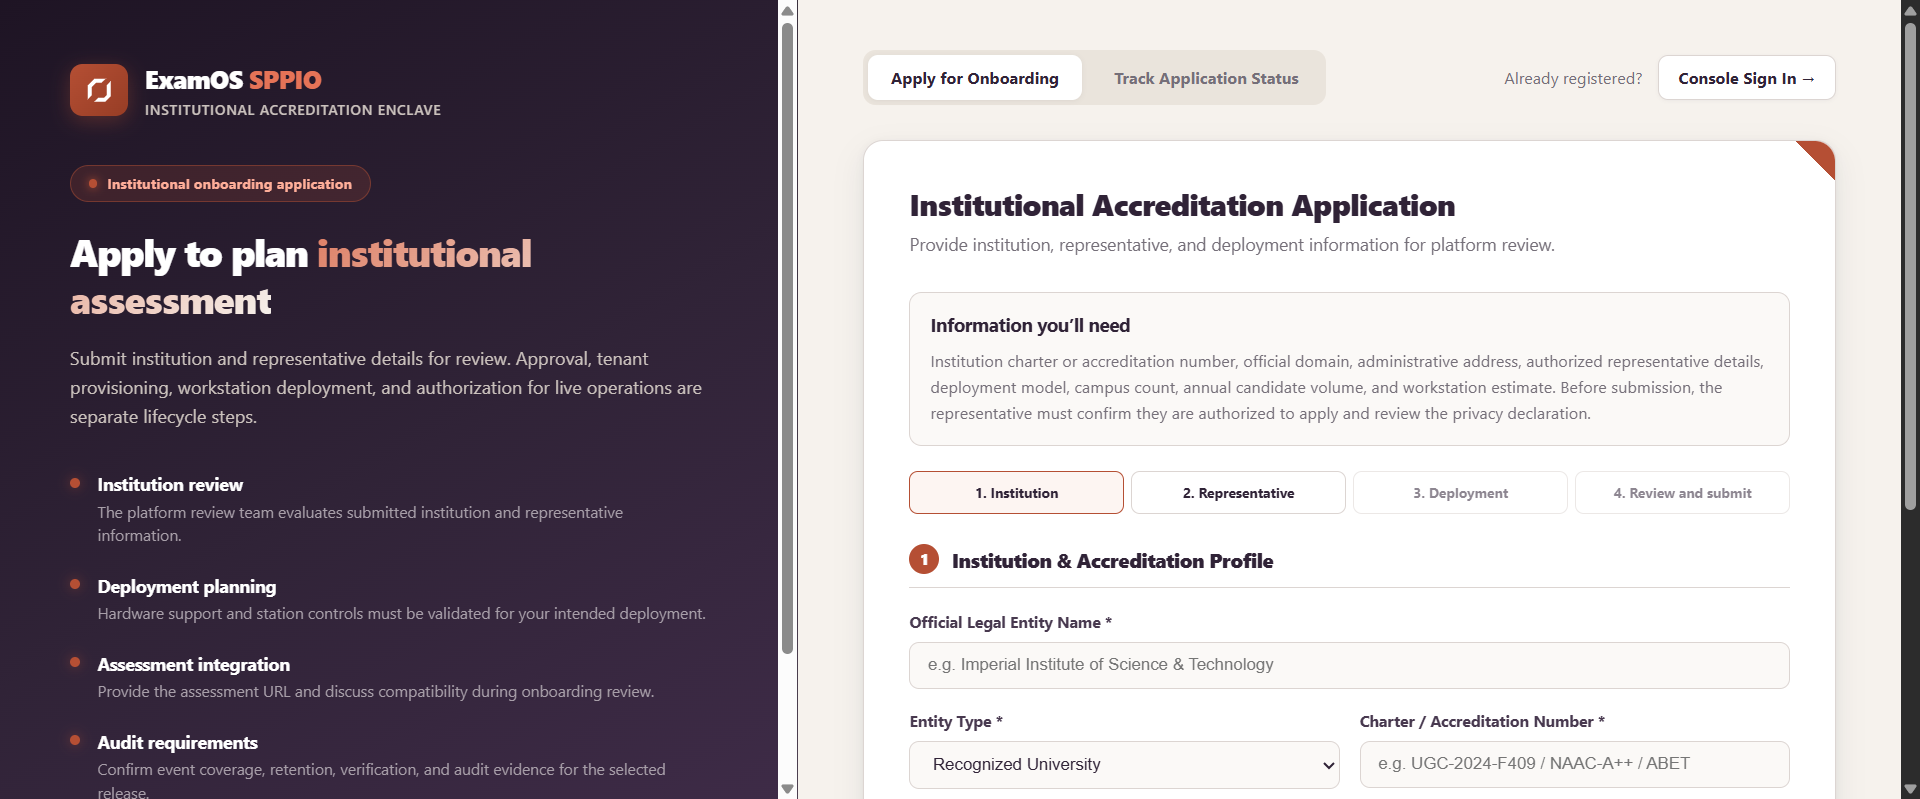 ExamOS SPPIO
INSTITUTIONAL ACCREDITATION ENCLAVE
Institutional onboarding application
Apply to plan institutional
assessment
Submit institution and representative details for review. Approval, tenant
provisioning, workstation deployment, and authorization for live operations are
separate lifecycle steps.
Institution review
The platform review team evaluates submitted institution and representative
information.
Deployment planning
Hardware support and station controls must be validated for your intended deployment.
Assessment integration
Provide the assessment URL and discuss compatibility during onboarding review.
Audit requirements
Confirm event coverage, retention, verification, and audit evidence for the selected
release.
Apply for Onboarding
Track Application Status
Already registered?
Console Sign In →
Institutional Accreditation Application
Provide institution, representative, and deployment information for platform review.
Information you’ll need
Institution charter or accreditation number, official domain, administrative address, authorized representative details,
deployment model, campus count, annual candidate volume, and workstation estimate. Before submission, the
representative must confirm they are authorized to apply and review the privacy declaration.
1. Institution
2. Representative
3. Deployment
4. Review and submit
1 Institution & Accreditation Profile
Official Legal Entity Name *
e.g. Imperial Institute of Science & Technology
Entity Type *
Charter / Accreditation Number *
Recognized University
e.g. UGC-2024-F409 / NAAC-A++ / ABET